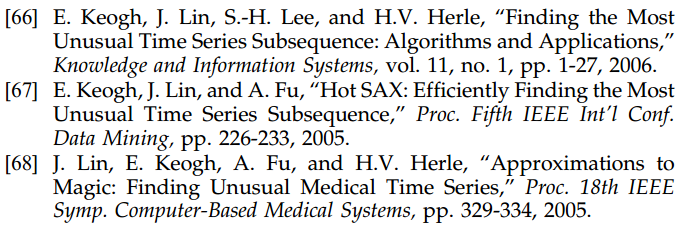 [66] E. Keogh, J. Lin, S.-H. Lee, and H.V. Herle, “Finding the Most
Unusual Time Series Subsequence: Algorithms and Applications,”
Knowledge and Information Systems, vol. 11, no. 1, pp. 1-27, 2006.
[67] E. Keogh, J. Lin, and A. Fu, “Hot SAX: Efficiently Finding the Most
Unusual Time Series Subsequence,” Proc. Fifth IEEE Int’l Conf.
Data Mining, pp. 226-233, 2005.
[68] J. Lin, E. Keogh, A. Fu, and H.V. Herle, “Approximations to
Magic: Finding Unusual Medical Time Series,” Proc. 18th IEEE
Symp. Computer-Based Medical Systems, pp. 329-334, 2005.